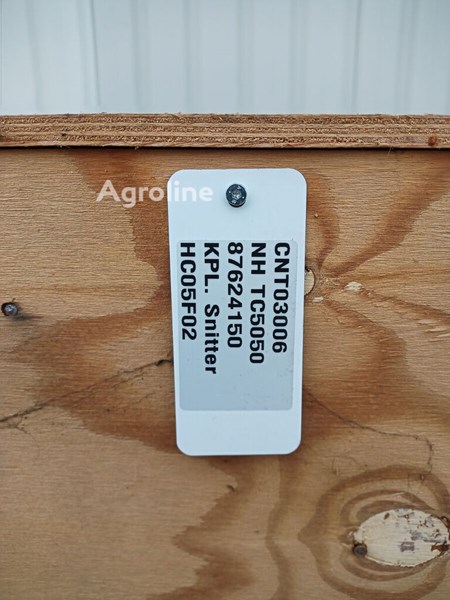 Agroline
CNT03006
NH TC5050
87624150
KPL. Snitter
HC05F02